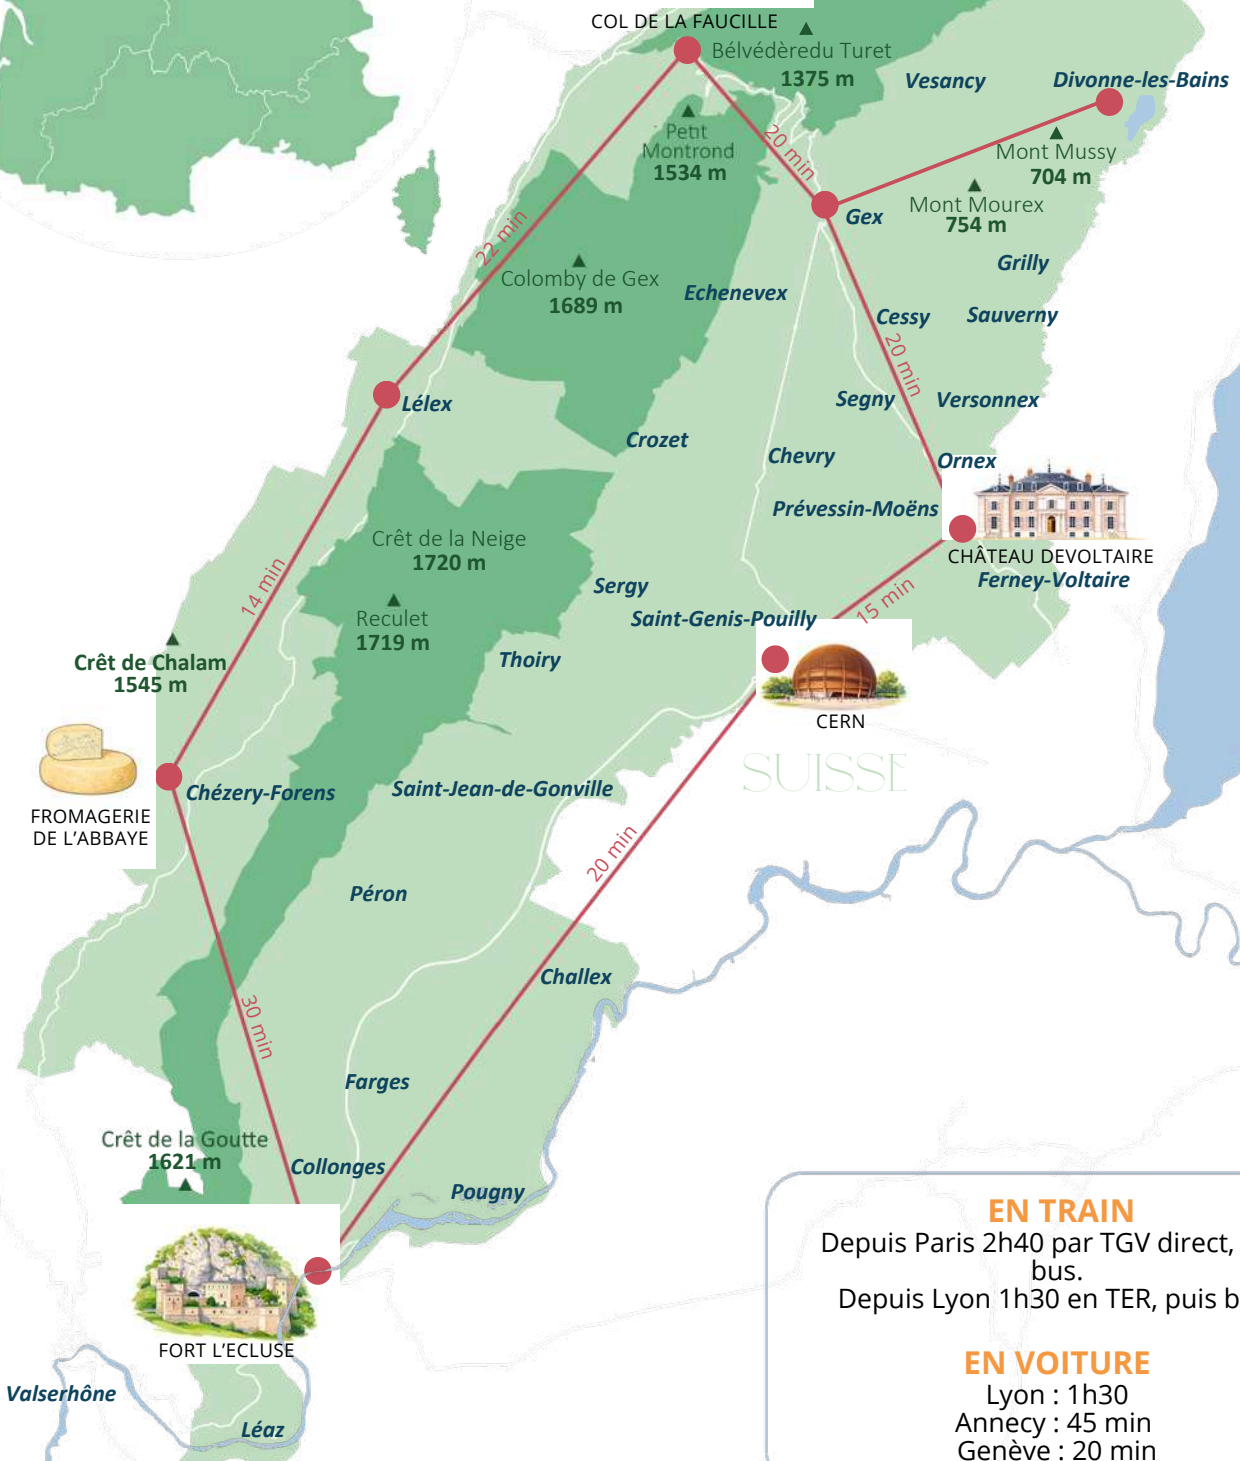 COL DE LA FAUCILLE
Bélvédèredu Turet
1375 m
Vesancy
Divonne-les-Bains
Petit
Montrond
1534 m
20 min
Mont Mussy
704 m
Mont Mourex
754 m
Gex
22 min
Colomby de Gex
1689 m
Echenevex
Grilly
Cessy
Sauverny
20 min
Lélex
Segny
Versonnex
Crozet
Chevry
Ornex
Prévessin-Moëns
Crêt de la Neige
1720 m
CHÂTEAU DEVOLTAIRE
Ferney-Voltaire
14 min
Sergy
Reculet
1719 m
Saint-Genis-Pouilly
15 min
Crêt de Chalam
1545 m
Thoiry
CERN
SUISSE
Chézery-Forens
Saint-Jean-de-Gonville
FROMAGERIE
DE L'ABBAYE
20 min
Péron
Challex
30 min
Farges
Crêt de la Goutte
1621 m
Collonges
Pougny
FORT L'ECLUSE
Valserhône
Léaz
EN TRAIN
Depuis Paris 2h40 par TGV direct,
bus.
Depuis Lyon 1h30 en TER, puis b
EN VOITURE
Lyon : 1h30
Annecy : 45 min
Genève : 20 min